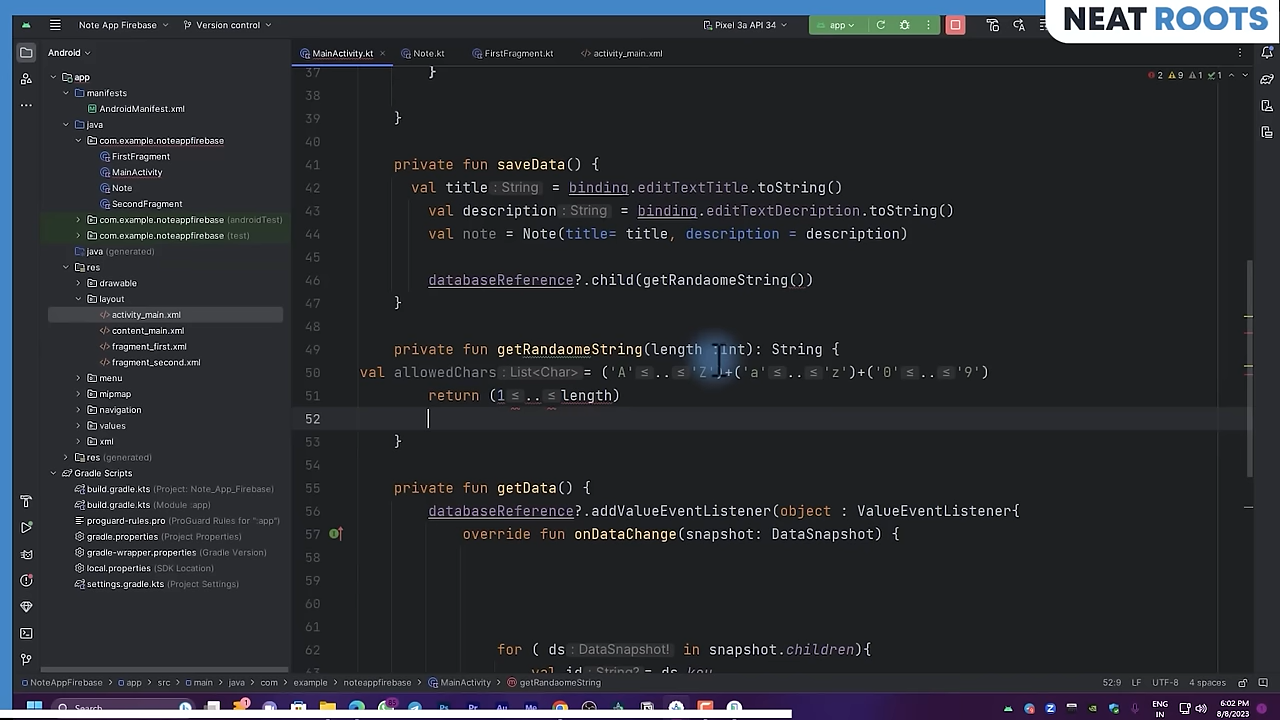 NEAT ROOTS
Note App Firebase
Version control
Pixel 3a API 34
app
Android
MainActivity.kt
Note.kt
FirstFragment.kt
activity_main.xml
app
manifests
AndroidManifest.xml
java
com.example.noteappfirebase
FirstFragment
MainActivity
Note
SecondFragment
com.example.noteappfirebase (androidTest)
com.example.noteappfirebase (test)
java (generated)
res
drawable
layout
activity_main.xml
content_main.xml
fragment_first.xml
fragment_second.xml
menu
mipmap
navigation
values
xml
res (generated)
Gradle Scripts
build.gradle.kts (Project: Note_App_Firebase)
build.gradle.kts (Module :app)
proguard-rules.pro (ProGuard Rules for ":app")
gradle.properties (Project Properties)
gradle-wrapper.properties (Gradle Version)
local.properties (SDK Location)
settings.gradle.kts (Project Settings)
2 9 1 1
37 }
38
39 }
40
41 private fun saveData() {
42 val title : String = binding.editTextTitle.toString()
43 val description : String = binding.editTextDecription.toString()
44 val note = Note(title= title, description = description)
45
46 databaseReference?.child(getRandaomeString())
47 }
48
49 private fun getRandaomeString(length :int): String {
50 val allowedChars : List<Char> = ('A' ≤ .. ≤ 'Z')+('a' ≤ .. ≤ 'z')+('0' ≤ .. ≤ '9')
51 return (1 ≤ .. ≤ length)
52
53 }
54
55 private fun getData() {
56 databaseReference?.addValueEventListener(object : ValueEventListener{
57 override fun onDataChange(snapshot: DataSnapshot) {
58
59
60
61
62 for ( ds : DataSnapshot! in snapshot.children){
63 val id : String? = ds.key
NoteAppFirebase > app > src > main > java > com > example > noteappfirebase > MainActivity > getRandaomeString
52:9 LF UTF-8 4 spaces
Search
ENG
IN
6:02 PM
8/8/2023